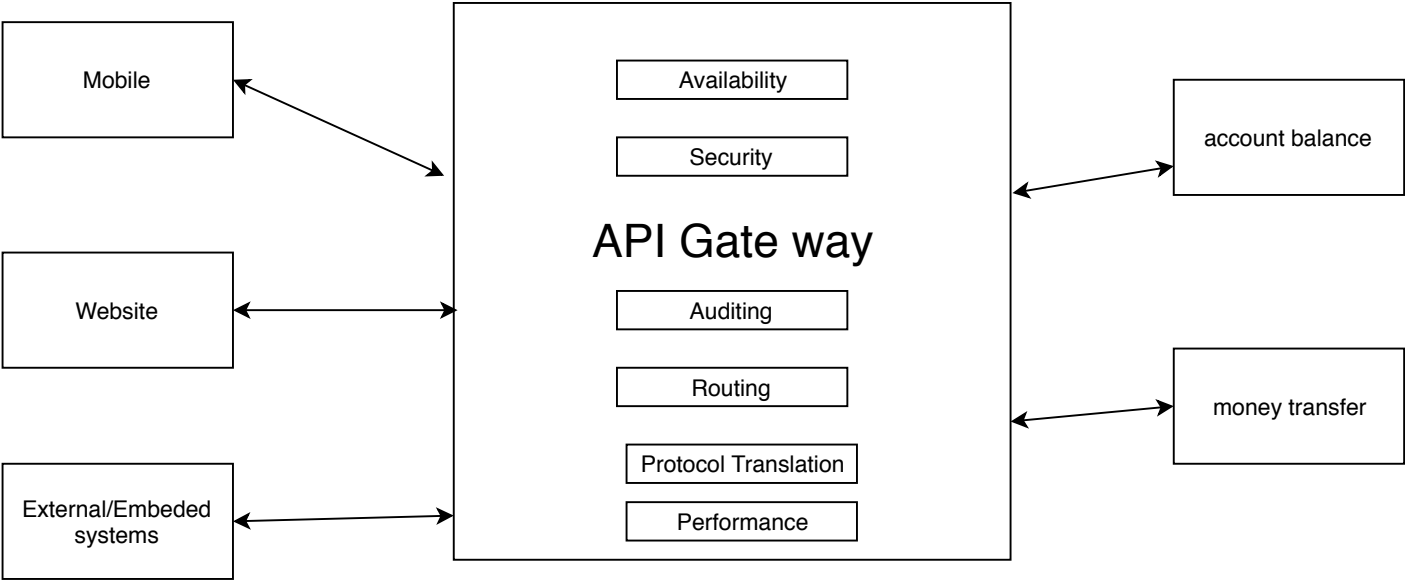 Mobile
Website
External/Embeded
systems
Availability
Security
API Gate way
Auditing
Routing
Protocol Translation
Performance
account balance
money transfer